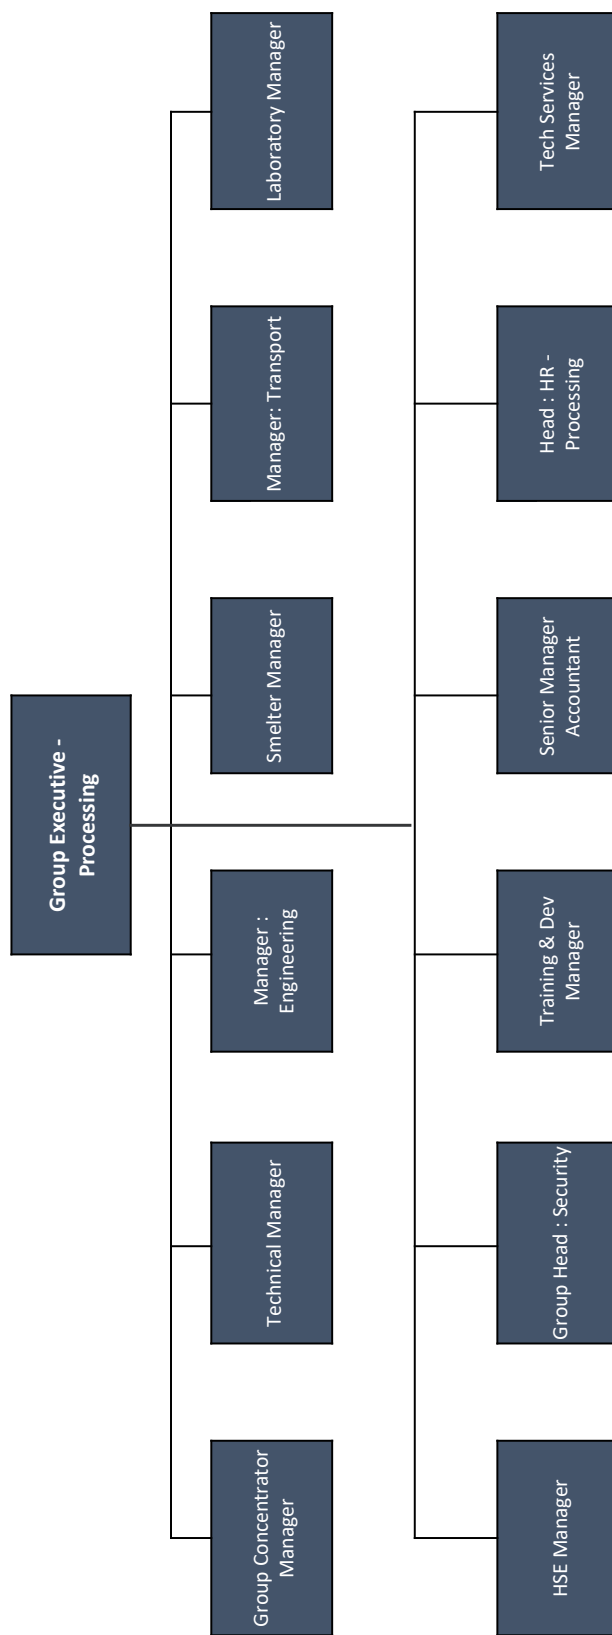 Group Executive -
Processing
Group Concentrator
Manager
Technical Manager
Manager :
Engineering
Smelter Manager
Manager: Transport
Laboratory Manager
HSE Manager
Group Head : Security
Training & Dev
Manager
Senior Manager
Accountant
Head : HR -
Processing
Tech Services
Manager